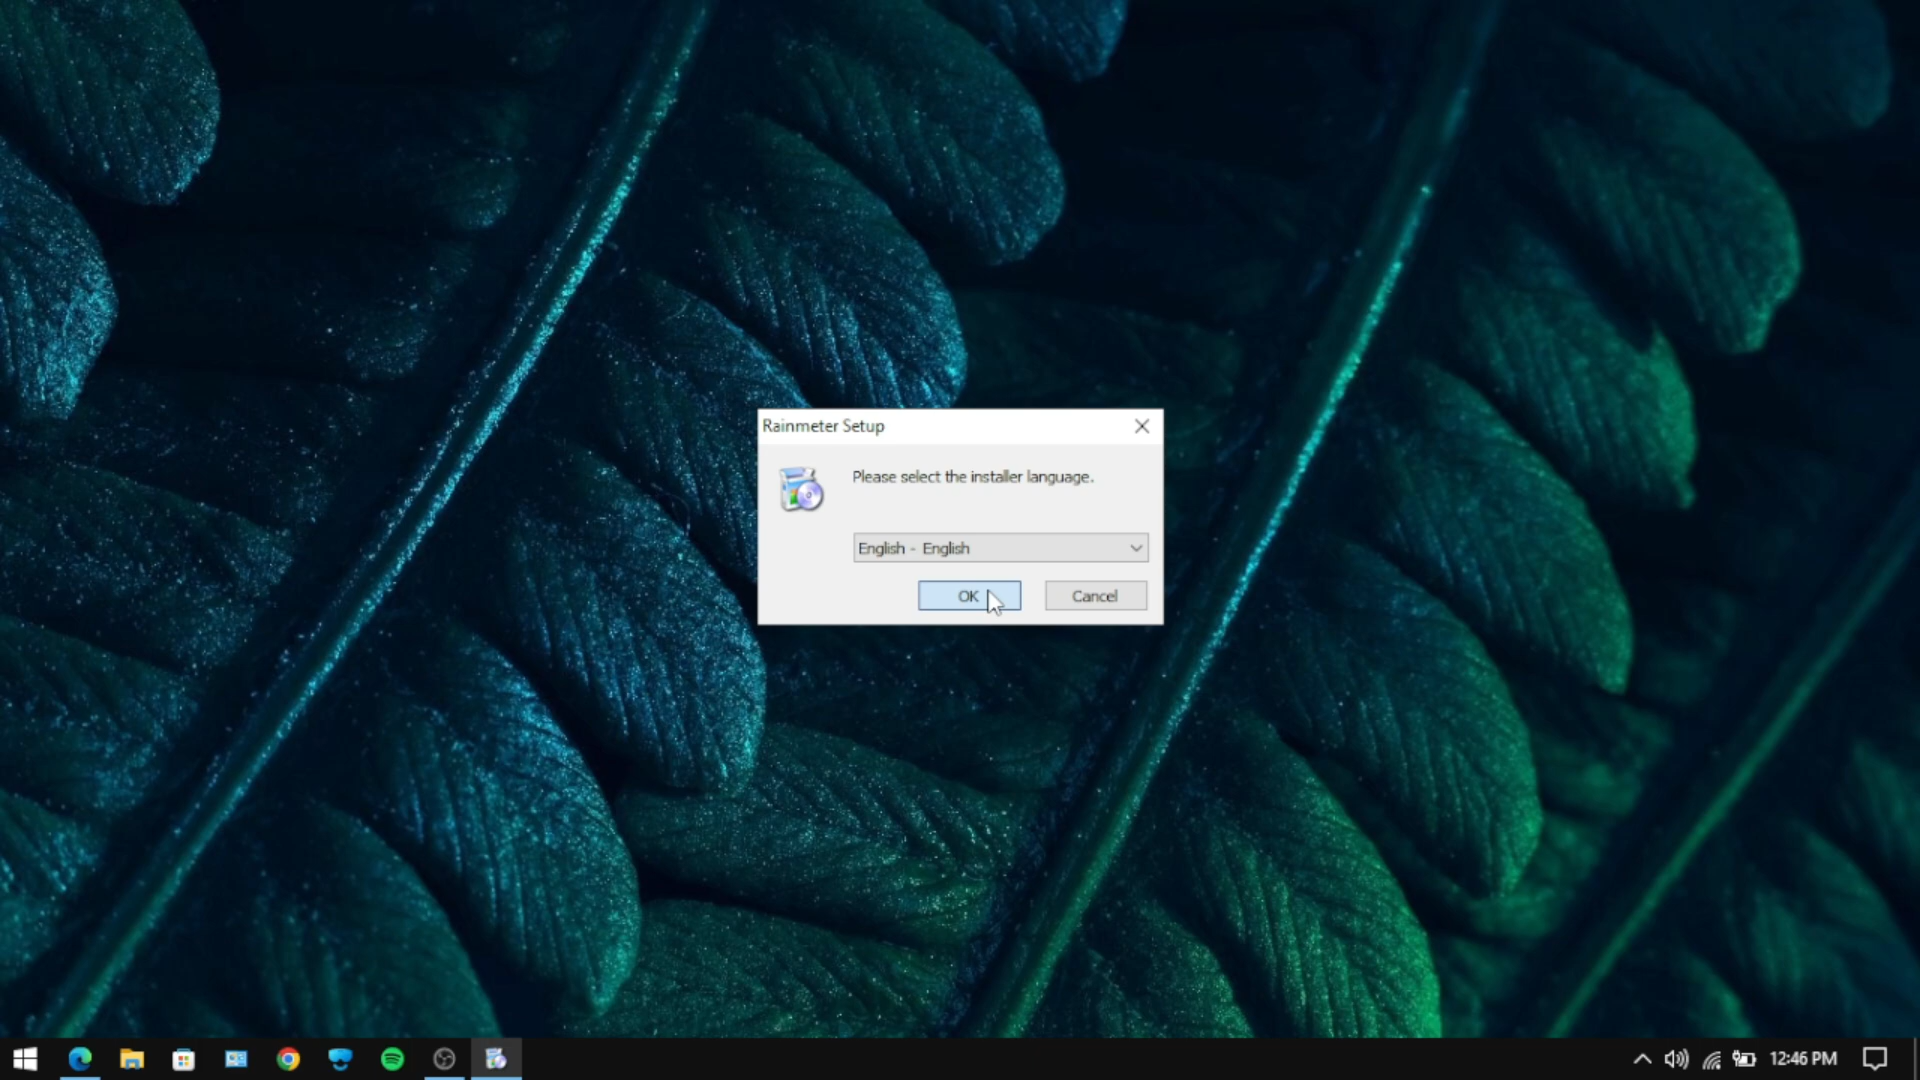 Rainmeter Setup
Please select the installer language.
English - English
OK
Cancel
12:46 PM